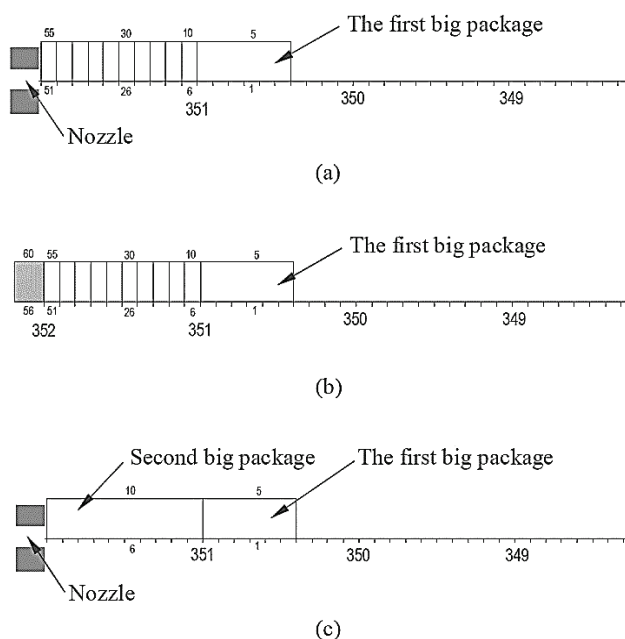 55 30 10 5
The first big package
51 26 6 1
351 350 349
Nozzle
(a)
60 55 30 10 5
The first big package
56 51 26 6 1
352 351 350 349
(b)
Second big package
The first big package
10 5
6 1
351 350 349
Nozzle
(c)